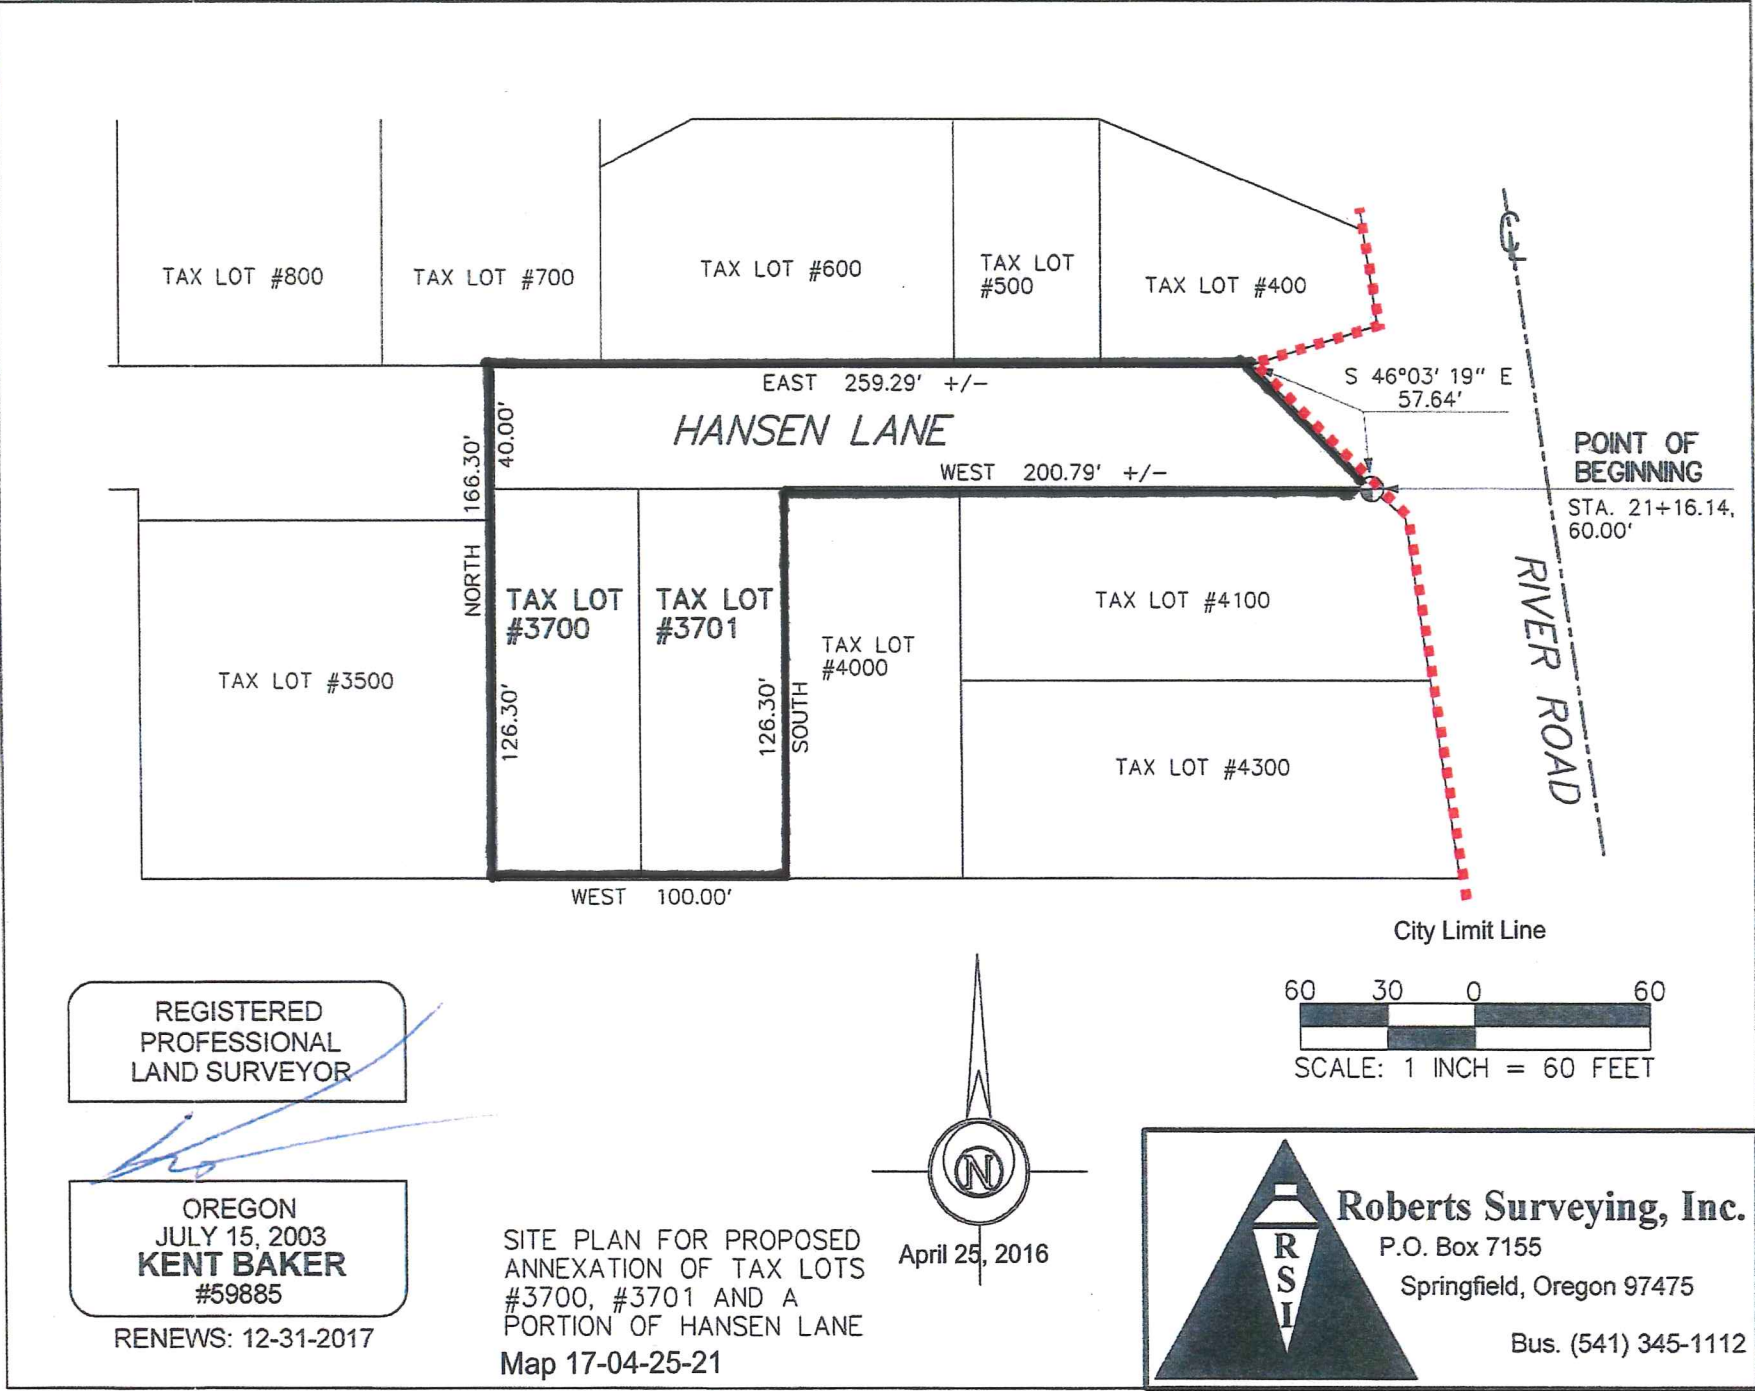 TAX LOT #800
TAX LOT #700
TAX LOT #600
TAX LOT
#500
TAX LOT #400
EAST 259.29' +/-
S 46°03' 19" E
57.64'
HANSEN LANE
40.00'
NORTH 166.30'
WEST 200.79' +/-
POINT OF
BEGINNING
STA. 21+16.14,
60.00'
RIVER ROAD
TAX LOT
#3700
TAX LOT
#3701
TAX LOT #4100
TAX LOT
#4000
TAX LOT #3500
126.30'
126.30'
SOUTH
TAX LOT #4300
WEST 100.00'
City Limit Line
60 30 0 60
SCALE: 1 INCH = 60 FEET
REGISTERED
PROFESSIONAL
LAND SURVEYOR
OREGON
JULY 15, 2003
KENT BAKER
#59885
RENEWS: 12-31-2017
SITE PLAN FOR PROPOSED
ANNEXATION OF TAX LOTS
#3700, #3701 AND A
PORTION OF HANSEN LANE
Map 17-04-25-21
N
April 25, 2016
RSI
Roberts Surveying, Inc.
P.O. Box 7155
Springfield, Oregon 97475
Bus. (541) 345-1112